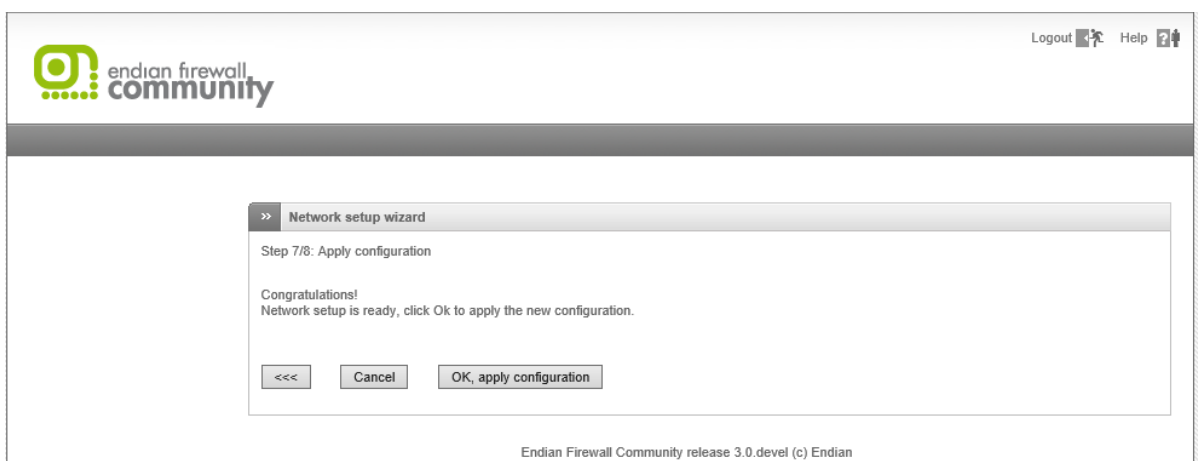 Logout Help ?
endian firewall
community
>> Network setup wizard
Step 7/8: Apply configuration
Congratulations!
Network setup is ready, click Ok to apply the new configuration.
<<< Cancel OK, apply configuration
Endian Firewall Community release 3.0.devel (c) Endian